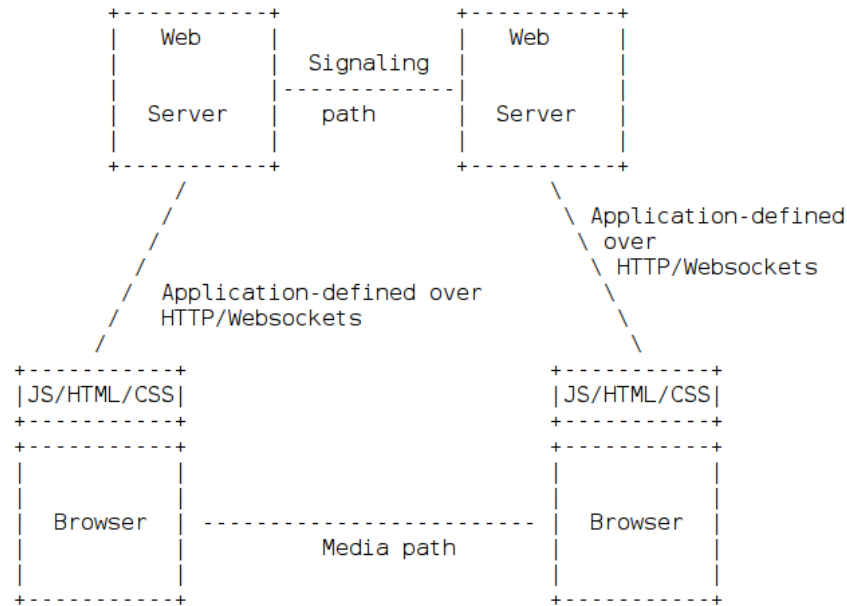 Web Web
Signaling
Server path Server
Application-defined
over
HTTP/Websockets
Application-defined over
HTTP/Websockets
JS/HTML/CSS JS/HTML/CSS
Browser Browser
Media path